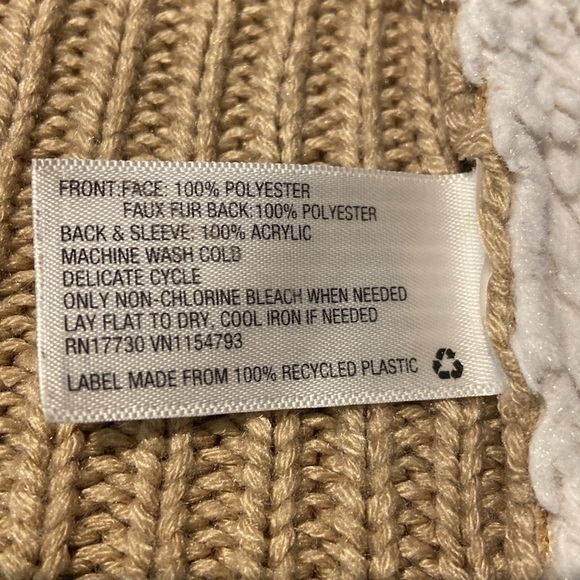 FRONT FACE: 100% POLYESTER
FAUX FUR BACK:100% POLYESTER
BACK & SLEEVE: 100% ACRYLIC
MACHINE WASH COLD
DELICATE CYCLE
ONLY NON-CHLORINE BLEACH WHEN NEEDED
LAY FLAT TO DRY, COOL IRON IF NEEDED
RN17730 VN1154793
LABEL MADE FROM 100% RECYCLED PLASTIC